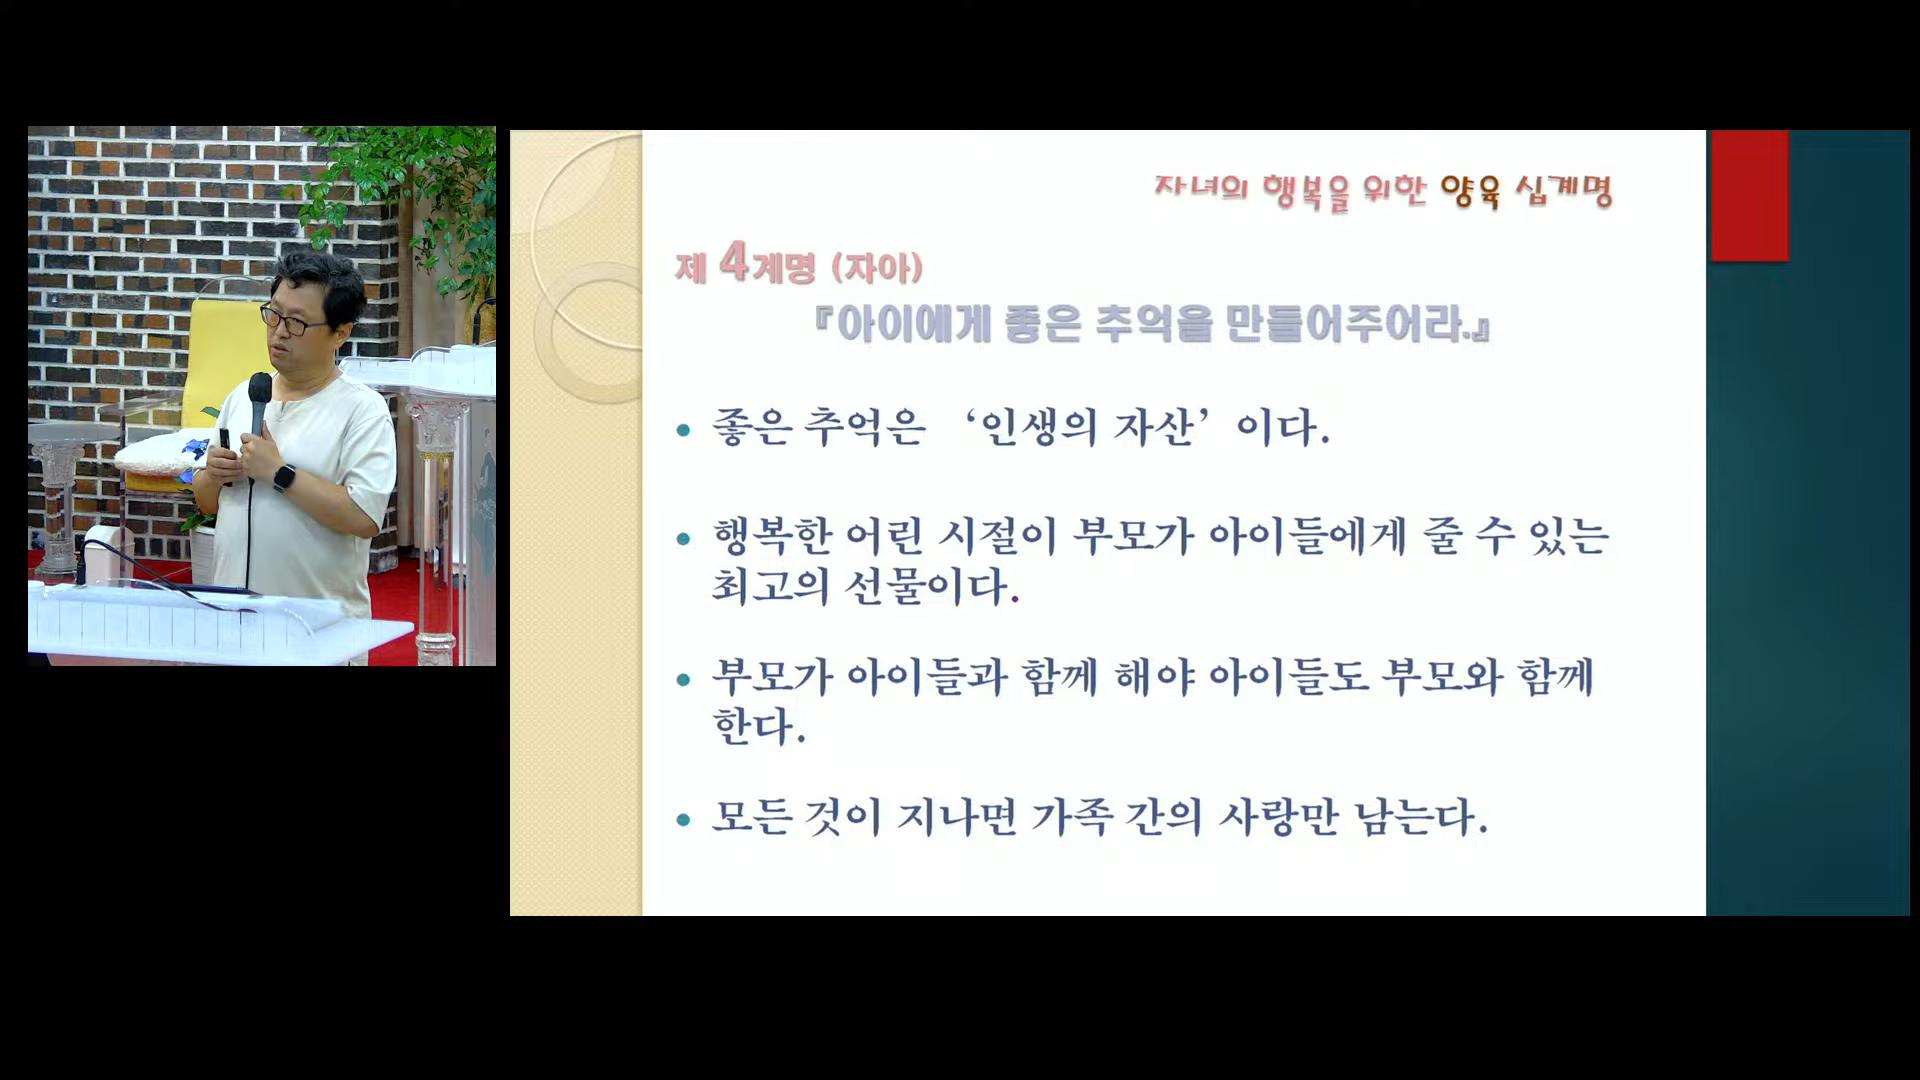 자녀의 행복을 위한 양육 십계명
제 4계명 (자아)
『아이에게 좋은 추억을 만들어주어라.』
• 좋은 추억은 ‘인생의 자산’ 이다.
• 행복한 어린 시절이 부모가 아이들에게 줄 수 있는
최고의 선물이다.
• 부모가 아이들과 함께 해야 아이들도 부모와 함께
한다.
• 모든 것이 지나면 가족 간의 사랑만 남는다.